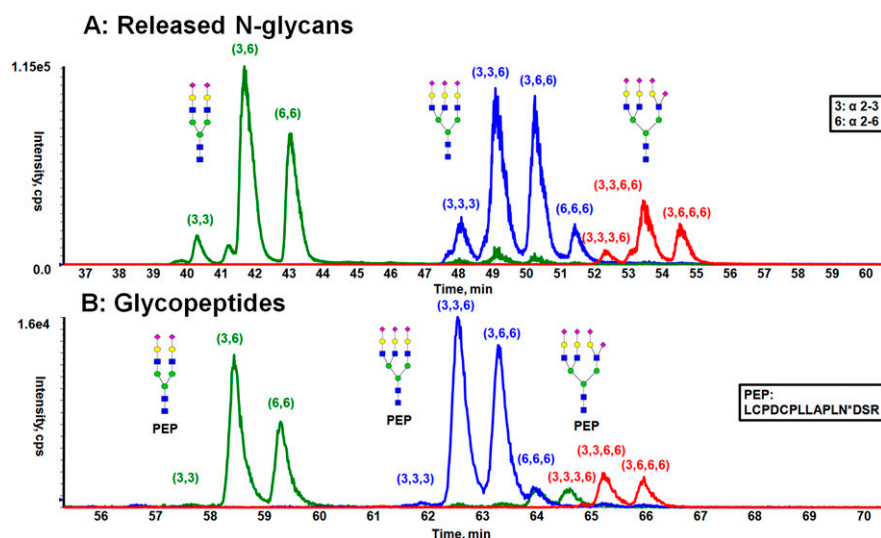 A: Released N-glycans
1.15e5
Intensity, cps
0.0
(3,3)
(3,6)
(6,6)
(3,3,3)
(3,3,6)
(3,6,6)
(6,6,6)
(3,3,3,6)
(3,3,6,6)
(3,6,6,6)
3: α 2-3
6: α 2-6
37 38 39 40 41 42 43 44 45 46 47 48 49 50 51 52 53 54 55 57 58 59 60
Time, min
B: Glycopeptides
1.6e4
Intensity, cps
PEP
(3,3)
(3,6)
(6,6)
PEP
(3,3,3)
(3,3,6)
(3,6,6)
(6,6,6)
PEP
(3,3,3,6)
(3,3,6,6)
(3,6,6,6)
PEP:
LCPDCPLLAPLN*DSR
56 57 58 59 60 62 63 64 65 66 67 68 69 70
Time, min